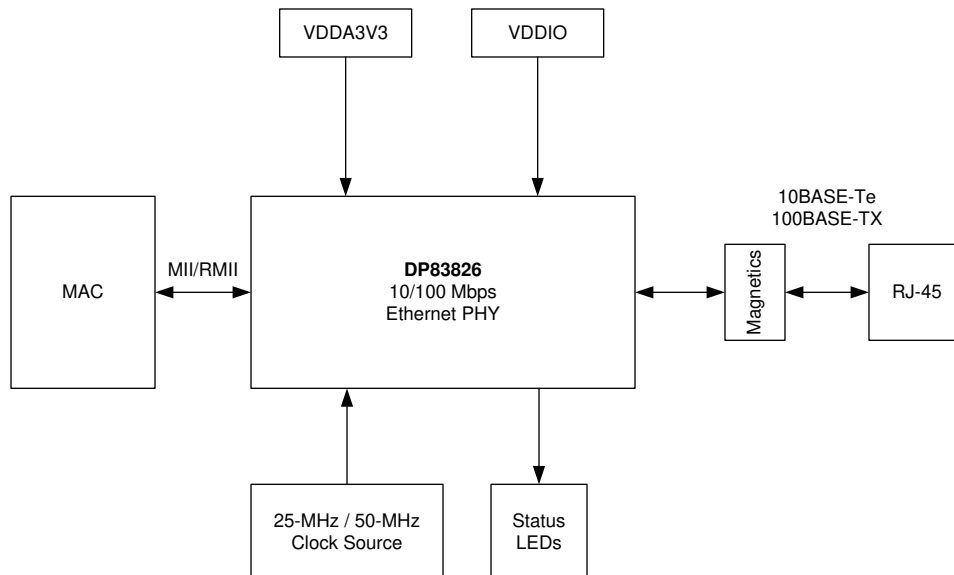 VDDA3V3
VDDIO
10BASE-Te
100BASE-TX
MAC
MII/RMII
DP83826
10/100 Mbps
Ethernet PHY
Magnetics
RJ-45
25-MHz / 50-MHz
Clock Source
Status
LEDs